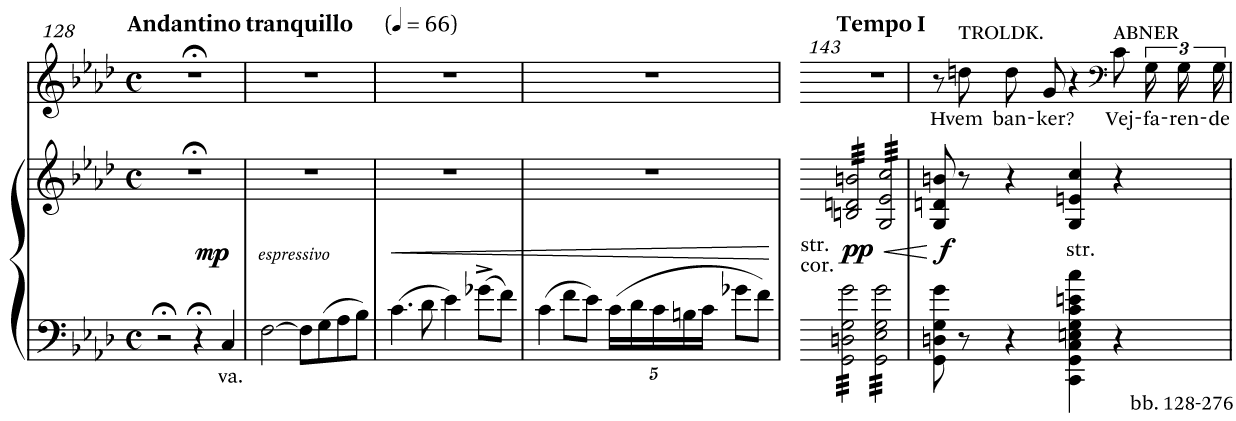 128 Andantino tranquillo (♩ = 66) 143 Tempo I
TROLDK. ABNER
3
Hvem ban-ker? Vej-fa-ren-de
mp espressivo str. pp f str.
cor.
va.
5
bb. 128-276